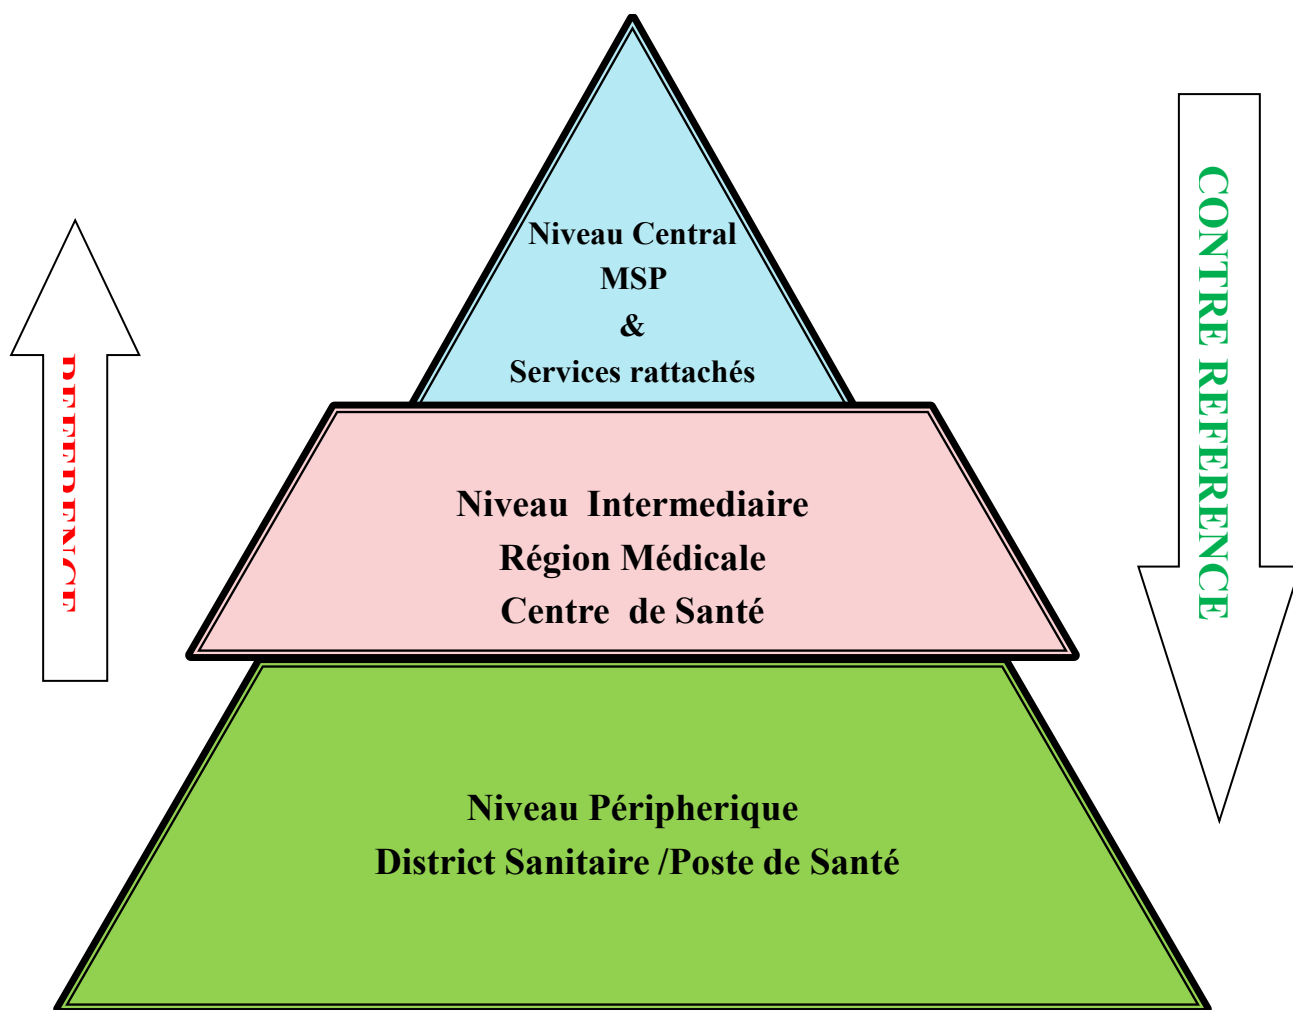 Niveau Central
MSP
&
Services rattachés
Niveau Intermediaire
Région Médicale
Centre de Santé
Niveau Péripherique
District Sanitaire /Poste de Santé
REFERENCE
CONTRE REFERENCE